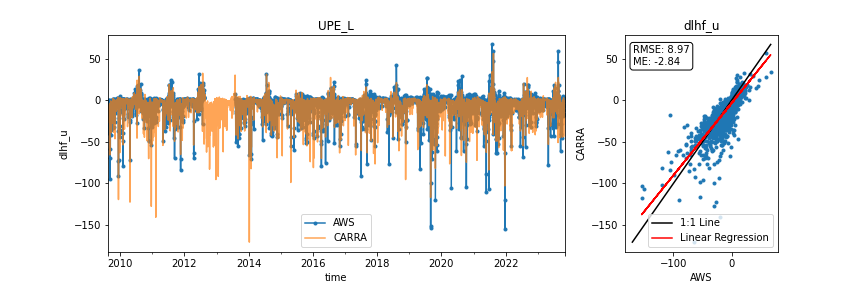 UPE_L
dlhf_u
50
0
−50
−100
−150
2010
2012
2014
2016
2018
2020
2022
time
AWS
CARRA
dlhf_u
RMSE: 8.97
ME: -2.84
CARRA
50
0
−50
−100
−150
−100
0
AWS
1:1 Line
Linear Regression